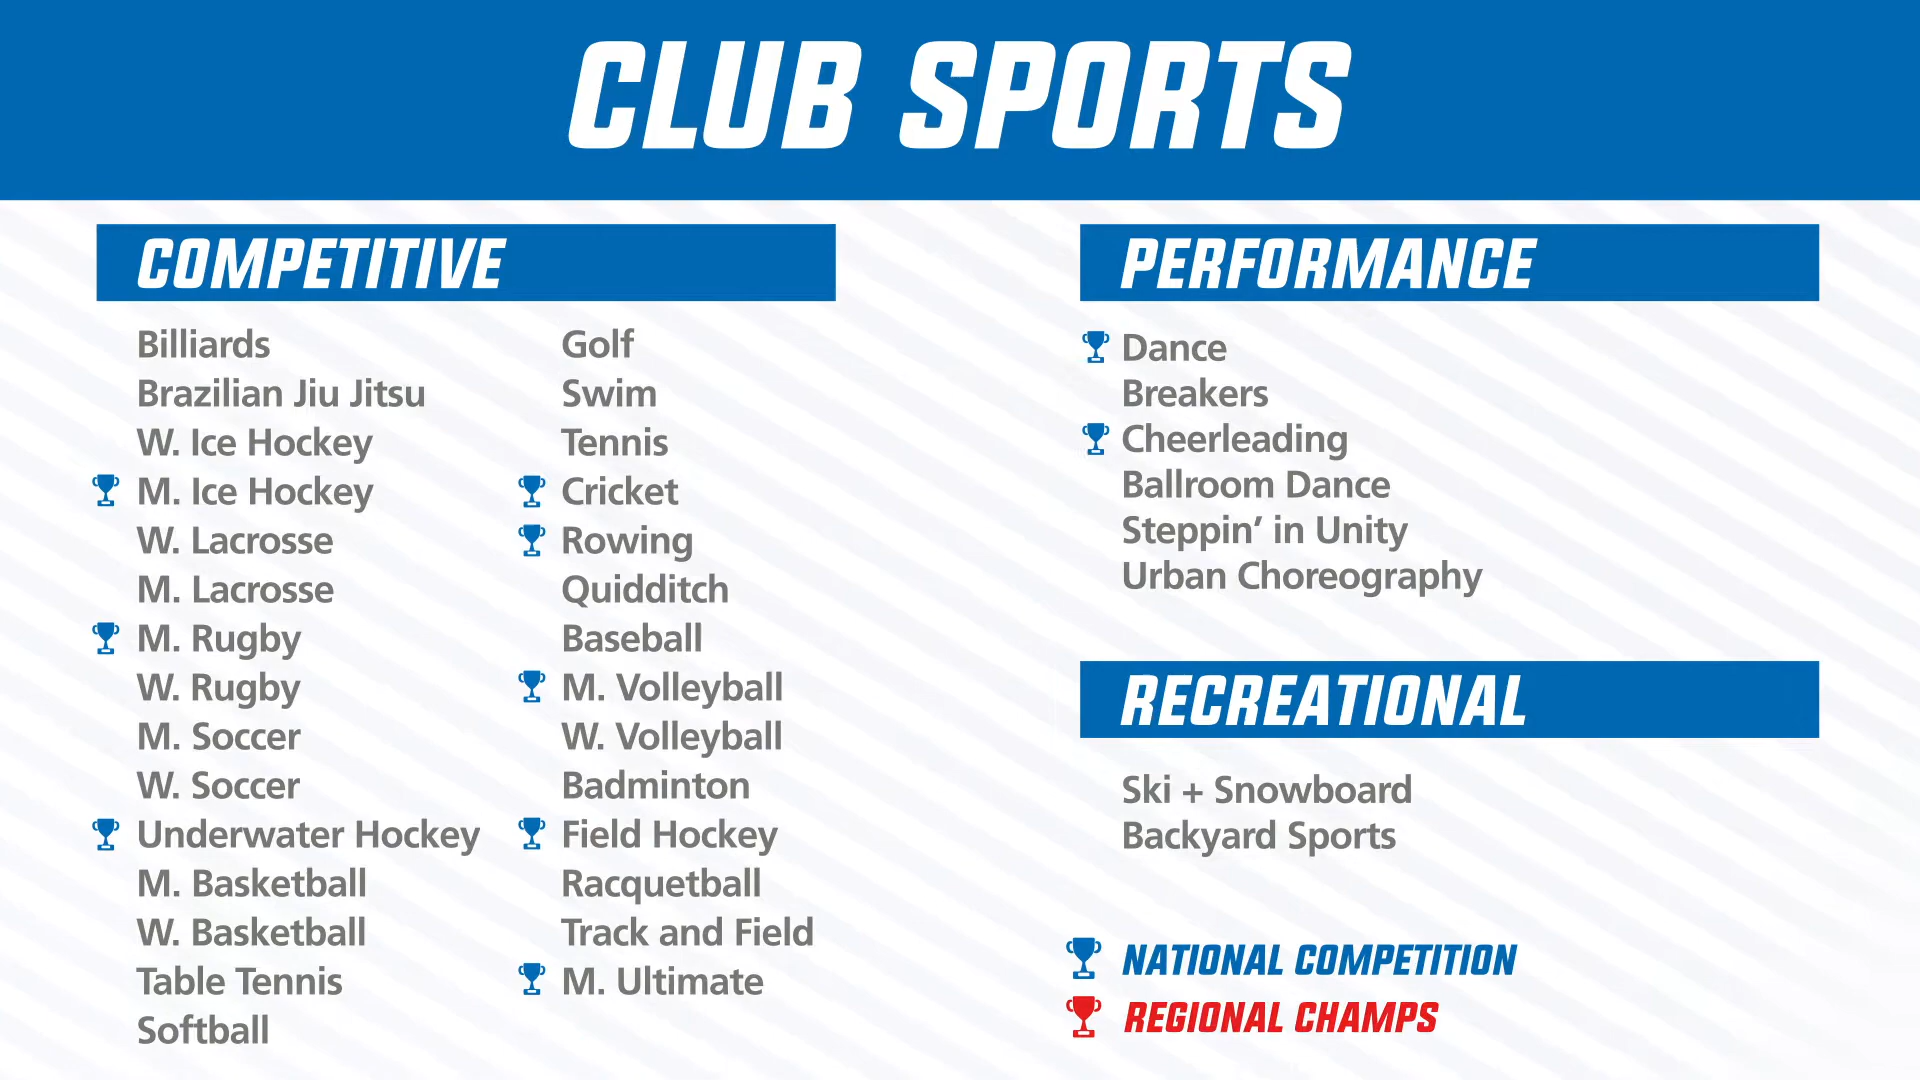 CLUB SPORTS
COMPETITIVE
Billiards
Brazilian Jiu Jitsu
W. Ice Hockey
M. Ice Hockey
W. Lacrosse
M. Lacrosse
M. Rugby
W. Rugby
M. Soccer
W. Soccer
Underwater Hockey
M. Basketball
W. Basketball
Table Tennis
Softball
Golf
Swim
Tennis
Cricket
Rowing
Quidditch
Baseball
M. Volleyball
W. Volleyball
Badminton
Field Hockey
Racquetball
Track and Field
M. Ultimate
PERFORMANCE
Dance
Breakers
Cheerleading
Ballroom Dance
Steppin’ in Unity
Urban Choreography
RECREATIONAL
Ski + Snowboard
Backyard Sports
NATIONAL COMPETITION
REGIONAL CHAMPS